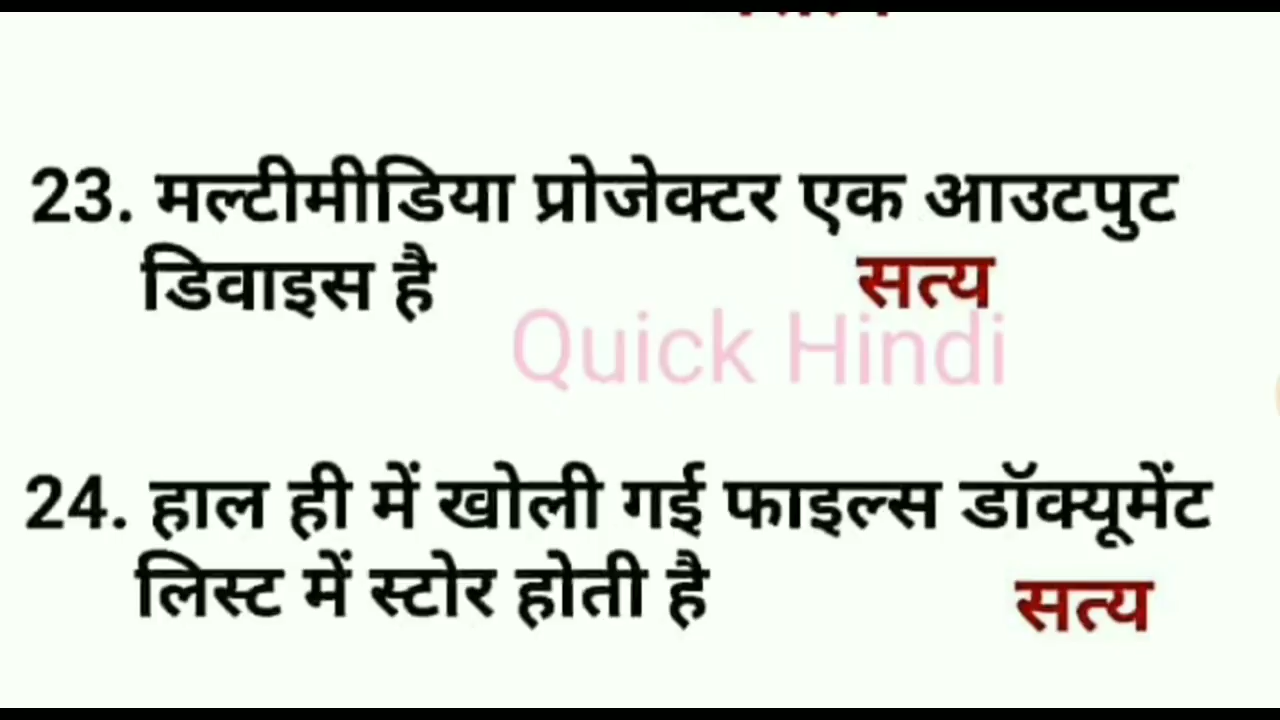 23. मल्टीमीडिया प्रोजेक्टर एक आउटपुट
डिवाइस है सत्य
Quick Hindi
24. हाल ही में खोली गई फाइल्स डॉक्यूमेंट
लिस्ट में स्टोर होती है सत्य